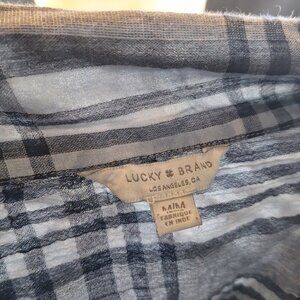 LUCKY BRAND
LOS ANGELES, CA
M/M
FABRIQUE
EN INDE